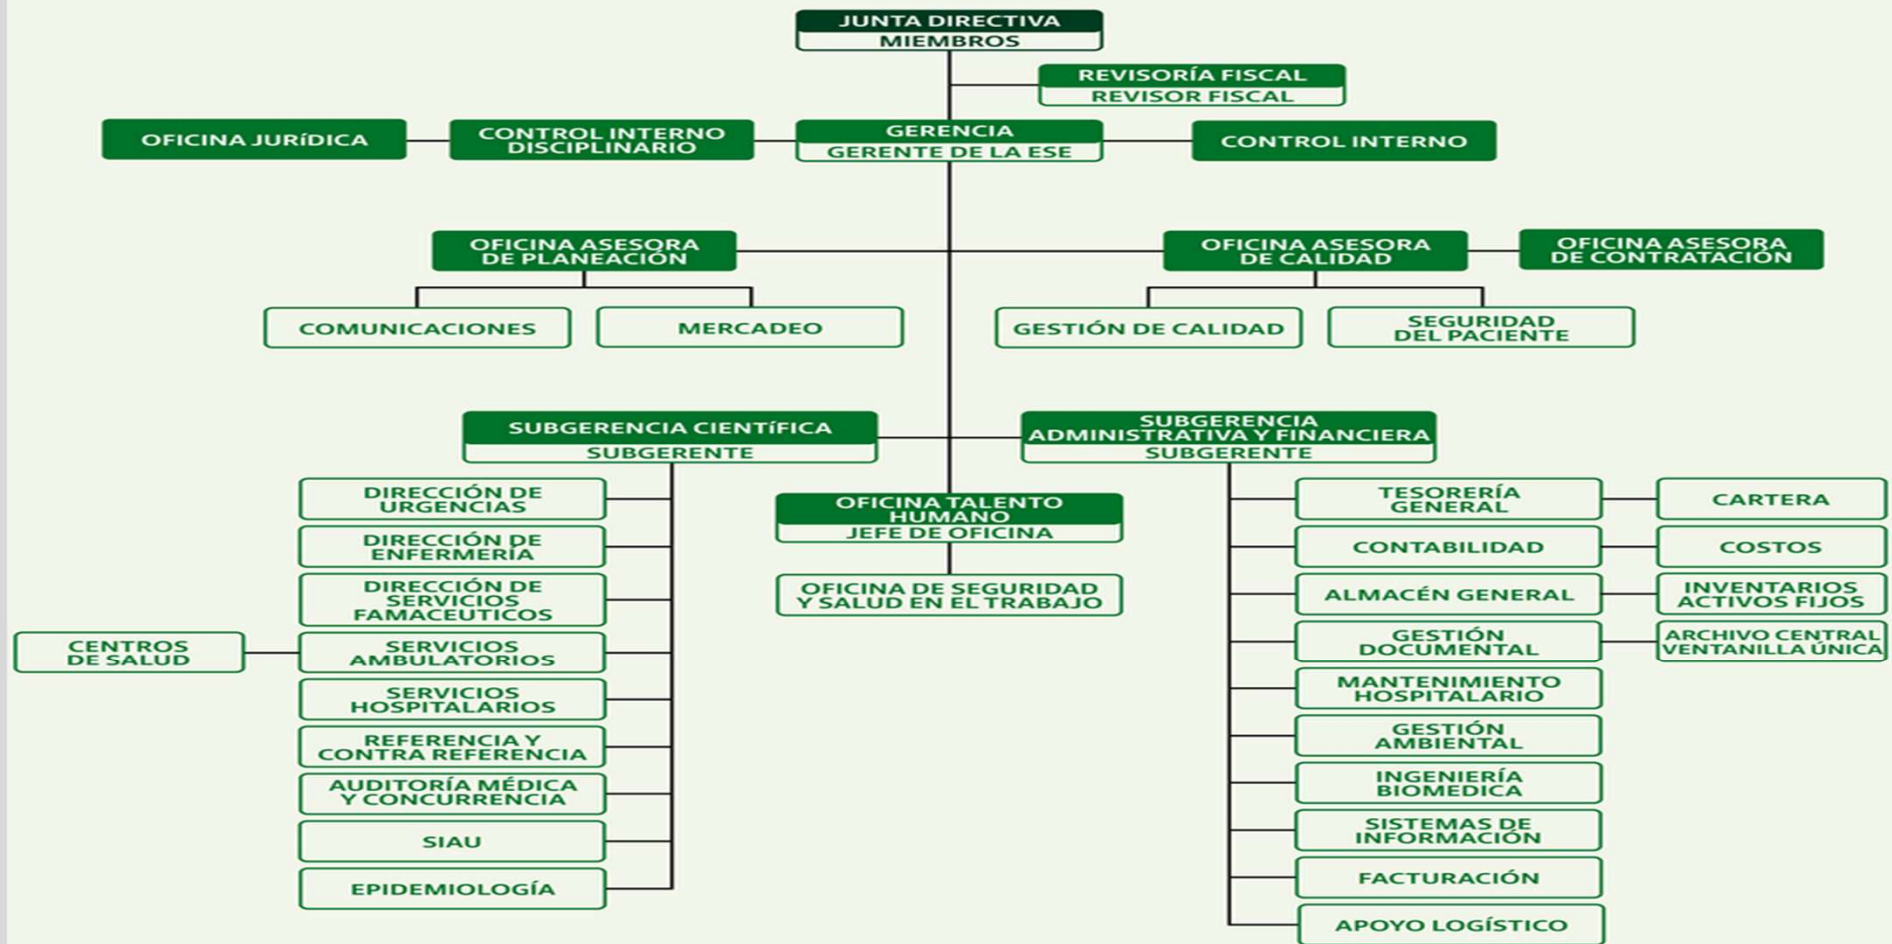 JUNTA DIRECTIVA
MIEMBROS
REVISORÍA FISCAL
REVISOR FISCAL
OFICINA JURÍDICA
CONTROL INTERNO
DISCIPLINARIO
GERENCIA
GERENTE DE LA ESE
CONTROL INTERNO
OFICINA ASESORA
DE PLANEACIÓN
OFICINA ASESORA
DE CALIDAD
OFICINA ASESORA
DE CONTRATACIÓN
COMUNICACIONES
MERCADEO
GESTIÓN DE CALIDAD
SEGURIDAD
DEL PACIENTE
SUBGERENCIA CIENTÍFICA
SUBGERENTE
SUBGERENCIA
ADMINISTRATIVA Y FINANCIERA
SUBGERENTE
DIRECCIÓN DE
URGENCIAS
DIRECCIÓN DE
ENFERMERÍA
DIRECCIÓN DE
SERVICIOS
FAMACEUTICOS
CENTROS
DE SALUD
SERVICIOS
AMBULATORIOS
SERVICIOS
HOSPITALARIOS
REFERENCIA Y
CONTRA REFERENCIA
AUDITORÍA MÉDICA
Y CONCURRENCIA
SIAU
EPIDEMIOLOGÍA
OFICINA TALENTO
HUMANO
JEFE DE OFICINA
OFICINA DE SEGURIDAD
Y SALUD EN EL TRABAJO
TESORERÍA
GENERAL
CARTERA
CONTABILIDAD
COSTOS
ALMACÉN GENERAL
INVENTARIOS
ACTIVOS FIJOS
GESTIÓN
DOCUMENTAL
ARCHIVO CENTRAL
VENTANILLA ÚNICA
MANTENIMIENTO
HOSPITALARIO
GESTIÓN
AMBIENTAL
INGENIERÍA
BIOMEDICA
SISTEMAS DE
INFORMACIÓN
FACTURACIÓN
APOYO LOGÍSTICO